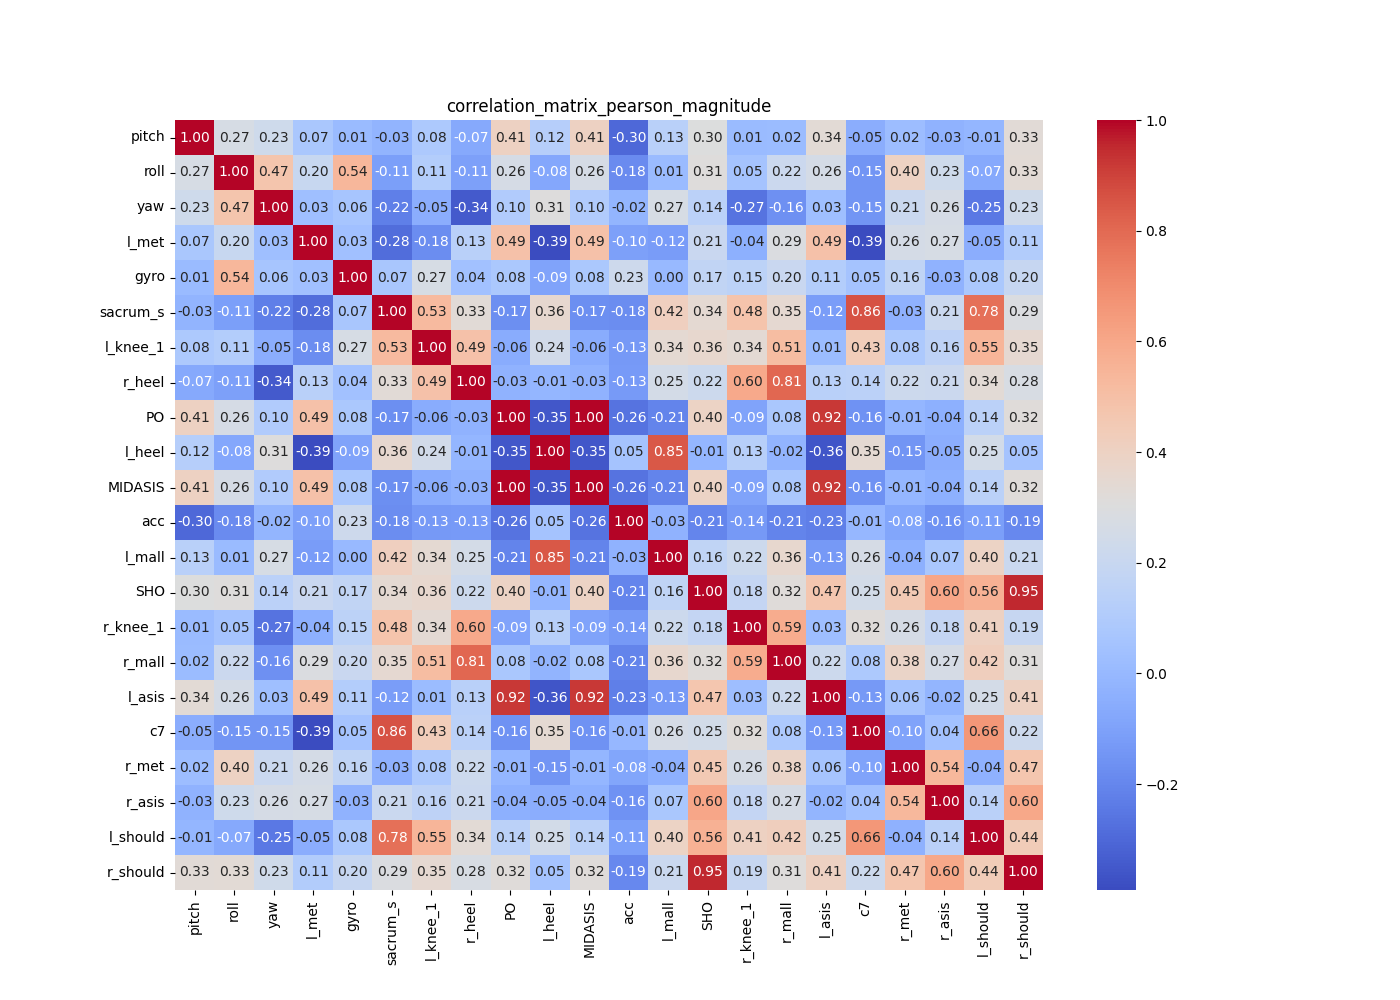 correlation_matrix_pearson_magnitude
pitch 1.00 0.27 0.23 0.07 0.01 -0.03 0.08 -0.07 0.41 0.12 0.41 -0.30 0.13 0.30 0.01 0.02 0.34 -0.05 0.02 -0.03 -0.01 0.33
roll 0.27 1.00 0.47 0.20 0.54 -0.11 0.11 -0.11 0.26 -0.08 0.26 -0.18 0.01 0.31 0.05 0.22 0.26 -0.15 0.40 0.23 -0.07 0.33
yaw 0.23 0.47 1.00 0.03 0.06 -0.22 -0.05 -0.34 0.10 0.31 0.10 -0.02 0.27 0.14 -0.27 -0.16 0.03 -0.15 0.21 0.26 -0.25 0.23
l_met 0.07 0.20 0.03 1.00 0.03 -0.28 -0.18 0.13 0.49 -0.39 0.49 -0.10 -0.12 0.21 -0.04 0.29 0.49 -0.39 0.26 0.27 -0.05 0.11
gyro 0.01 0.54 0.06 0.03 1.00 0.07 0.27 0.04 0.08 -0.09 0.08 0.23 0.00 0.17 0.15 0.20 0.11 0.05 0.16 -0.03 0.08 0.20
sacrum_s -0.03 -0.11 -0.22 -0.28 0.07 1.00 0.53 0.33 -0.17 0.36 -0.17 -0.18 0.42 0.34 0.48 0.35 -0.12 0.86 -0.03 0.21 0.78 0.29
l_knee_1 0.08 0.11 -0.05 -0.18 0.27 0.53 1.00 0.49 -0.06 0.24 -0.06 -0.13 0.34 0.36 0.34 0.51 0.01 0.43 0.08 0.16 0.55 0.35
r_heel -0.07 -0.11 -0.34 0.13 0.04 0.33 0.49 1.00 -0.03 -0.01 -0.03 -0.13 0.25 0.22 0.60 0.81 0.13 0.14 0.22 0.21 0.34 0.28
PO 0.41 0.26 0.10 0.49 0.08 -0.17 -0.06 -0.03 1.00 -0.35 1.00 -0.26 -0.21 0.40 -0.09 0.08 0.92 -0.16 -0.01 -0.04 0.14 0.32
l_heel 0.12 -0.08 0.31 -0.39 -0.09 0.36 0.24 -0.01 -0.35 1.00 -0.35 0.05 0.85 -0.01 0.13 -0.02 -0.36 0.35 -0.15 -0.05 0.25 0.05
MIDASIS 0.41 0.26 0.10 0.49 0.08 -0.17 -0.06 -0.03 1.00 -0.35 1.00 -0.26 -0.21 0.40 -0.09 0.08 0.92 -0.16 -0.01 -0.04 0.14 0.32
acc -0.30 -0.18 -0.02 -0.10 0.23 -0.18 -0.13 -0.13 -0.26 0.05 -0.26 1.00 -0.03 -0.21 -0.14 -0.21 -0.23 -0.01 -0.08 -0.16 -0.11 -0.19
l_mall 0.13 0.01 0.27 -0.12 0.00 0.42 0.34 0.25 -0.21 0.85 -0.21 -0.03 1.00 0.16 0.22 0.36 -0.13 0.26 -0.04 0.07 0.40 0.21
SHO 0.30 0.31 0.14 0.21 0.17 0.34 0.36 0.22 0.40 -0.01 0.40 -0.21 0.16 1.00 0.18 0.32 0.47 0.25 0.45 0.60 0.56 0.95
r_knee_1 0.01 0.05 -0.27 -0.04 0.15 0.48 0.34 0.60 -0.09 0.13 -0.09 -0.14 0.22 0.18 1.00 0.59 0.03 0.32 0.26 0.18 0.41 0.19
r_mall 0.02 0.22 -0.16 0.29 0.20 0.35 0.51 0.81 0.08 -0.02 0.08 -0.21 0.36 0.32 0.59 1.00 0.22 0.08 0.38 0.27 0.42 0.31
l_asis 0.34 0.26 0.03 0.49 0.11 -0.12 0.01 0.13 0.92 -0.36 0.92 -0.23 -0.13 0.47 0.03 0.22 1.00 -0.13 0.06 -0.02 0.25 0.41
c7 -0.05 -0.15 -0.15 -0.39 0.05 0.86 0.43 0.14 -0.16 0.35 -0.16 -0.01 0.26 0.25 0.32 0.08 -0.13 1.00 -0.10 0.04 0.66 0.22
r_met 0.02 0.40 0.21 0.26 0.16 -0.03 0.08 0.22 -0.01 -0.15 -0.01 -0.08 -0.04 0.45 0.26 0.38 0.06 -0.10 1.00 0.54 -0.04 0.47
r_asis -0.03 0.23 0.26 0.27 -0.03 0.21 0.16 0.21 -0.04 -0.05 -0.04 -0.16 0.07 0.60 0.18 0.27 -0.02 0.04 0.54 1.00 0.14 0.60
l_should -0.01 -0.07 -0.25 -0.05 0.08 0.78 0.55 0.34 0.14 0.25 0.14 -0.11 0.40 0.56 0.41 0.42 0.25 0.66 -0.04 0.14 1.00 0.44
r_should 0.33 0.33 0.23 0.11 0.20 0.29 0.35 0.28 0.32 0.05 0.32 -0.19 0.21 0.95 0.19 0.31 0.41 0.22 0.47 0.60 0.44 1.00
pitch roll yaw l_met gyro sacrum_s l_knee_1 r_heel PO l_heel MIDASIS acc l_mall SHO r_knee_1 r_mall l_asis c7 r_met r_asis l_should r_should
1.0
0.8
0.6
0.4
0.2
0.0
−0.2